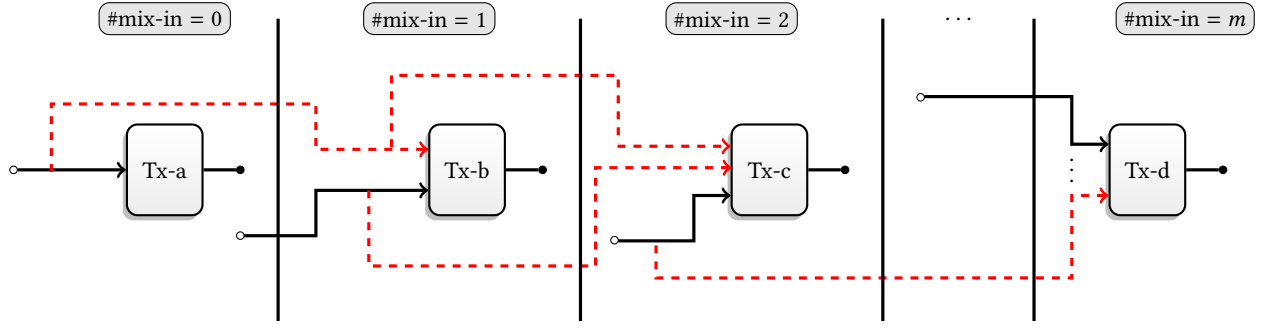 #mix-in = 0
#mix-in = 1
#mix-in = 2
· · ·
#mix-in = m
Tx-a
Tx-b
Tx-c
Tx-d